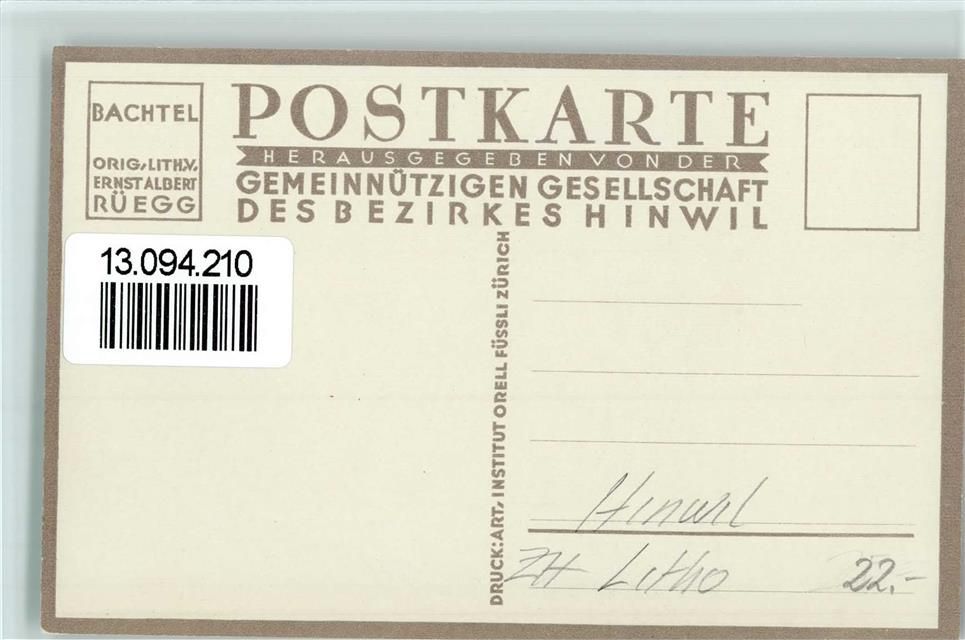 BACHTEL
ORIG, LITH.V.
ERNST ALBERT
RÜEGG
POSTKARTE
HERAUSGEGEBEN VON DER
GEMEINNÜTZIGEN GESELLSCHAFT
DES BEZIRKES HINWIL
13.094.210
DRUCK: ART, INSTITUT ORELL FÜSSLI ZÜRICH
Hinwil
ZH Litho 22.-